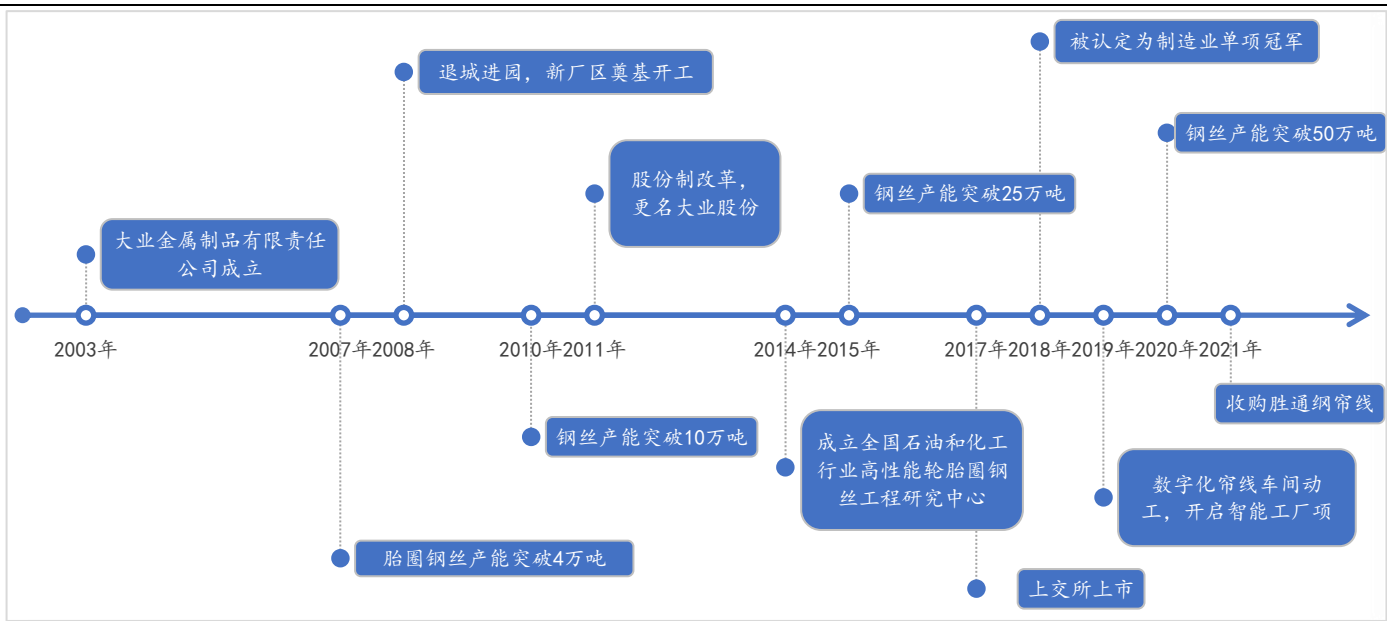 被认定为制造业单项冠军
退城进园，新厂区奠基开工
钢丝产能突破50万吨
股份制改革，
更名大业股份
钢丝产能突破25万吨
大业金属制品有限责任
公司成立
2003年
2007年2008年
2010年2011年
2014年2015年
2017年2018年2019年2020年2021年
收购胜通纲帘线
钢丝产能突破10万吨
成立全国石油和化工
行业高性能轮胎圈钢
丝工程研究中心
数字化帘线车间动
工，开启智能工厂项
胎圈钢丝产能突破4万吨
上交所上市